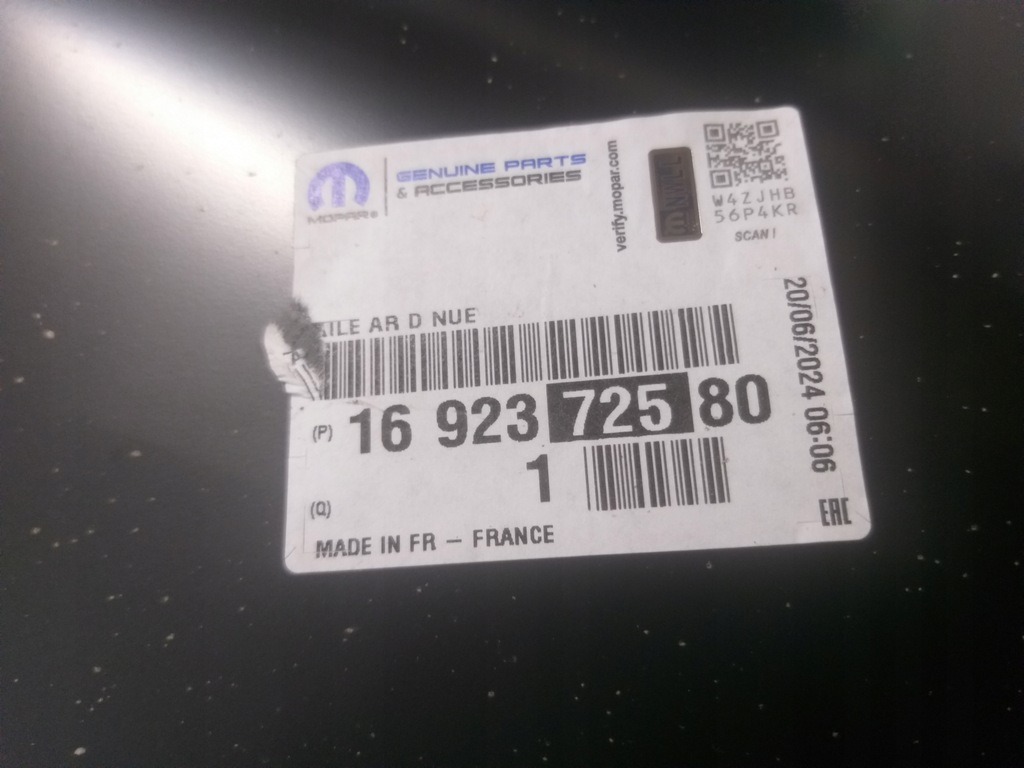 MOPAR®
GENUINE PARTS
& ACCESSORIES
verify.mopar.com
W4ZJHB
56P4KR
SCAN!
AILE AR D NUE
(P) 16 923 725 80
(Q) 1
MADE IN FR – FRANCE
20/06/2024 06:06
EAC